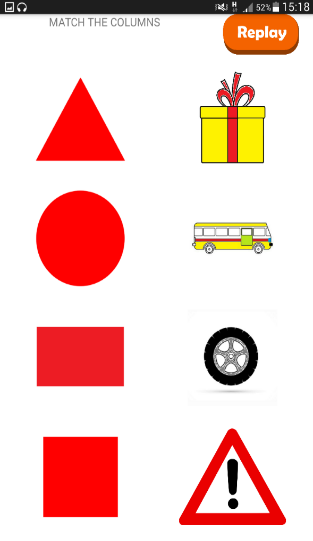 52% 15:18
MATCH THE COLUMNS
Replay
!